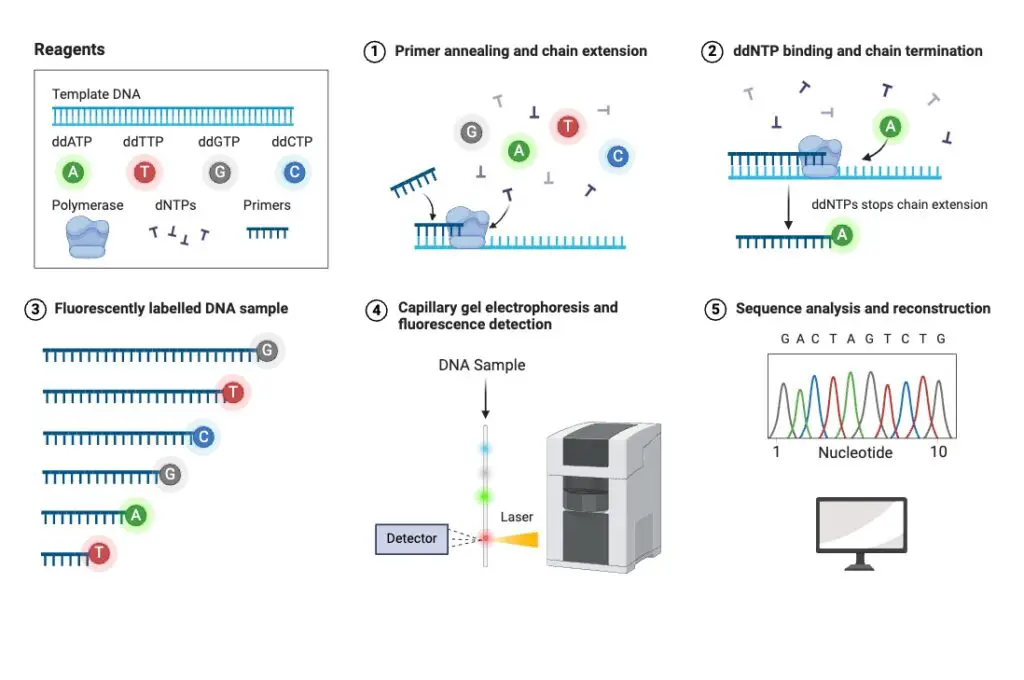 Reagents
Template DNA
ddATP ddTTP ddGTP ddCTP
A T G C
Polymerase dNTPs Primers
1 Primer annealing and chain extension
G A T C
2 ddNTP binding and chain termination
A
ddNTPs stops chain extension
A
3 Fluorescently labelled DNA sample
G
T
C
G
A
T
4 Capillary gel electrophoresis and
fluorescence detection
DNA Sample
Laser
Detector
5 Sequence analysis and reconstruction
G A C T A G T C T G
1 Nucleotide 10